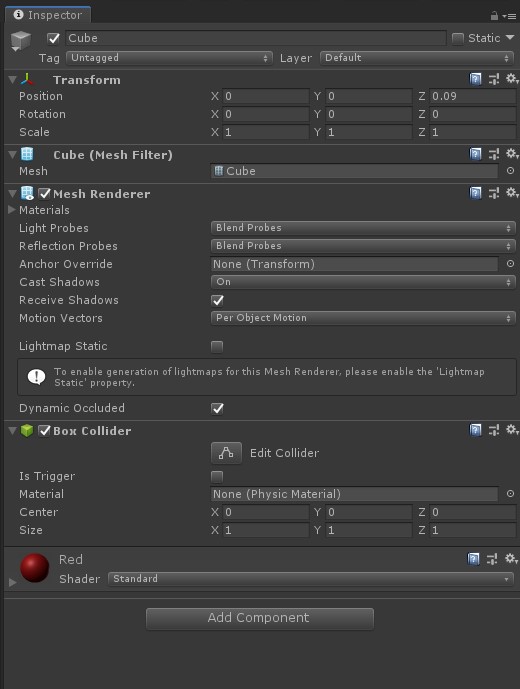 Inspector
Cube Static
Tag Untagged Layer Default
Transform
Position X 0 Y 0 Z 0.09
Rotation X 0 Y 0 Z 0
Scale X 1 Y 1 Z 1
Cube (Mesh Filter)
Mesh Cube
Mesh Renderer
Materials
Light Probes Blend Probes
Reflection Probes Blend Probes
Anchor Override None (Transform)
Cast Shadows On
Receive Shadows
Motion Vectors Per Object Motion
Lightmap Static
To enable generation of lightmaps for this Mesh Renderer, please enable the 'Lightmap
Static' property.
Dynamic Occluded
Box Collider
Edit Collider
Is Trigger
Material None (Physic Material)
Center X 0 Y 0 Z 0
Size X 1 Y 1 Z 1
Red
Shader Standard
Add Component